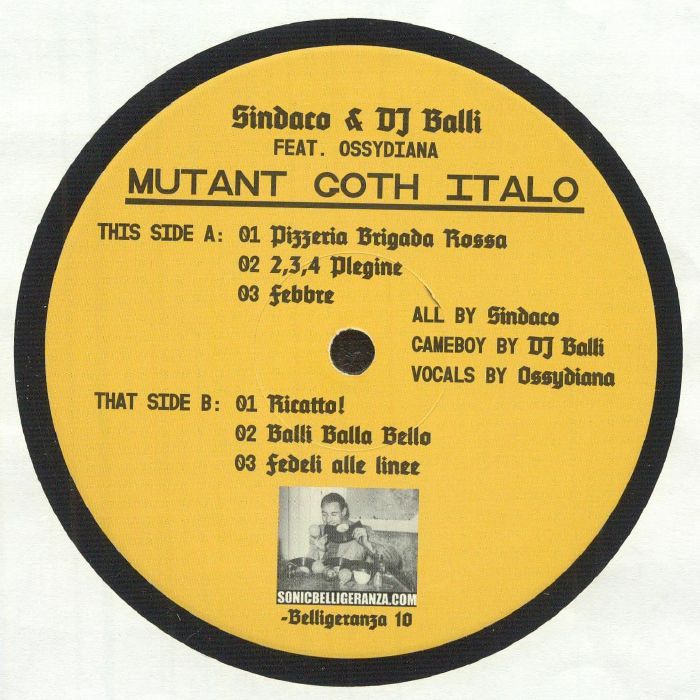 Sindaco & DJ Balli
FEAT. OSSYDIANA
MUTANT GOTH ITALO
THIS SIDE A: 01 Pizzeria Brigada Rossa
02 2,3,4 Plegine
03 Febbre
ALL BY Sindaco
CAMEBOY BY DJ Balli
VOCALS BY Ossydiana
THAT SIDE B: 01 Ricatto!
02 Balli Balla Bello
03 Fedeli alle linee
SONICBELLIGERANZA.COM
-Belligeranza 10